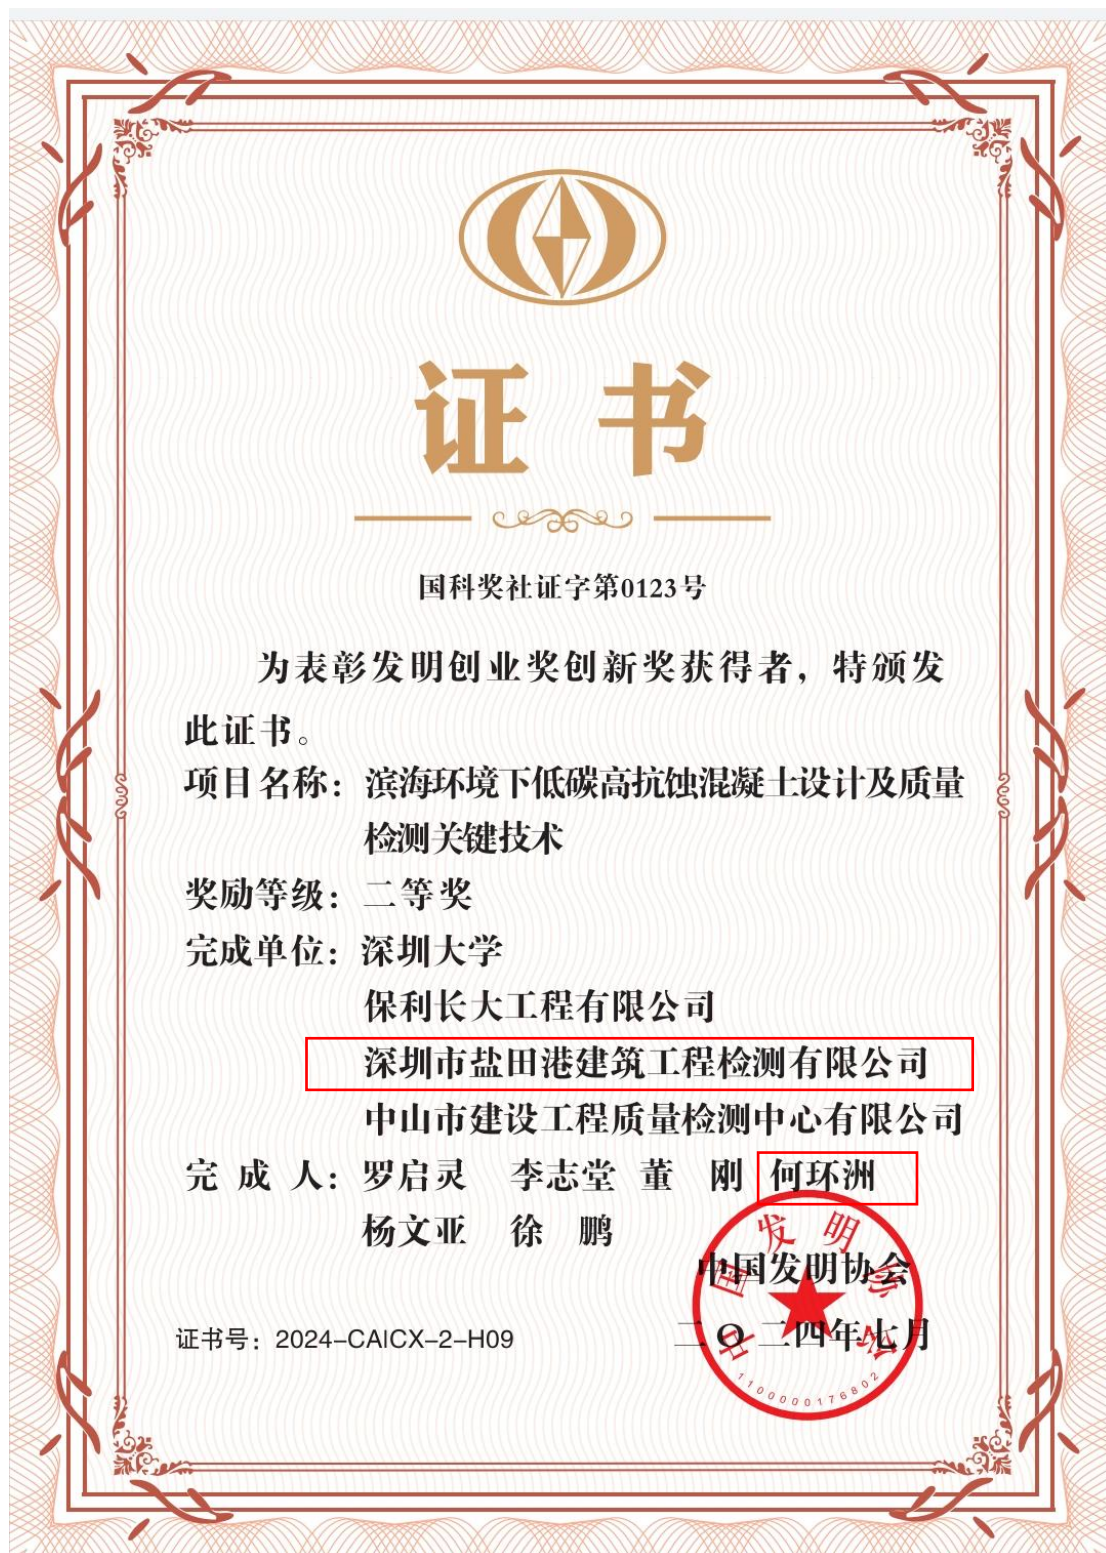 证书
国科奖社证字第0123号
为表彰发明创业奖创新奖获得者，特颁发
此证书。
项目名称：滨海环境下低碳高抗蚀混凝土设计及质量
检测关键技术
奖励等级：二等奖
完成单位：深圳大学
保利长大工程有限公司
深圳市盐田港建筑工程检测有限公司
中山市建设工程质量检测中心有限公司
完成人：罗启灵 李志堂 董刚 何环洲
杨文亚 徐鹏
中国发明协会
中国发明协会
二〇二四年七月
证书号：2024-CAICX-2-H09
1100000176802